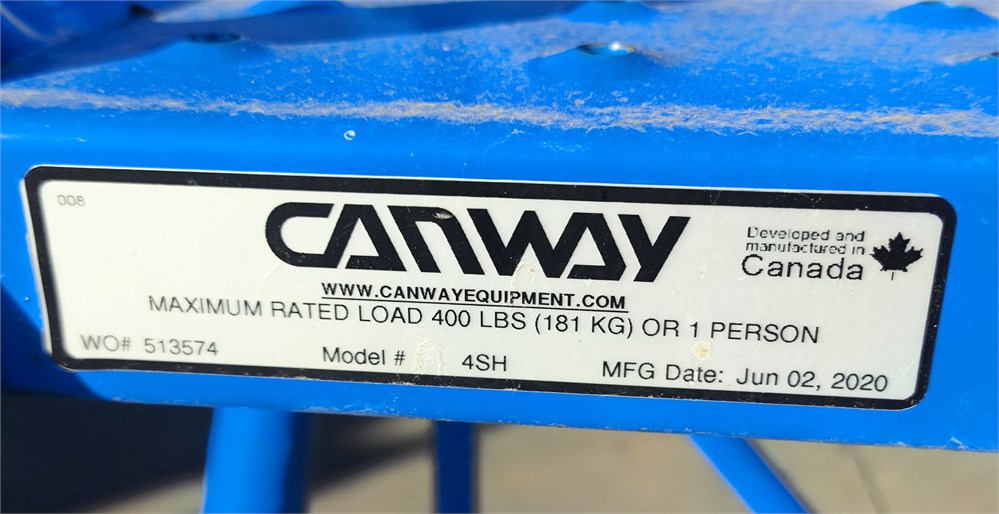 008
CANWAY
Developed and
manufactured in
Canada
WWW.CANWAYEQUIPMENT.COM
MAXIMUM RATED LOAD 400 LBS (181 KG) OR 1 PERSON
WO# 513574 Model # 4SH MFG Date: Jun 02, 2020